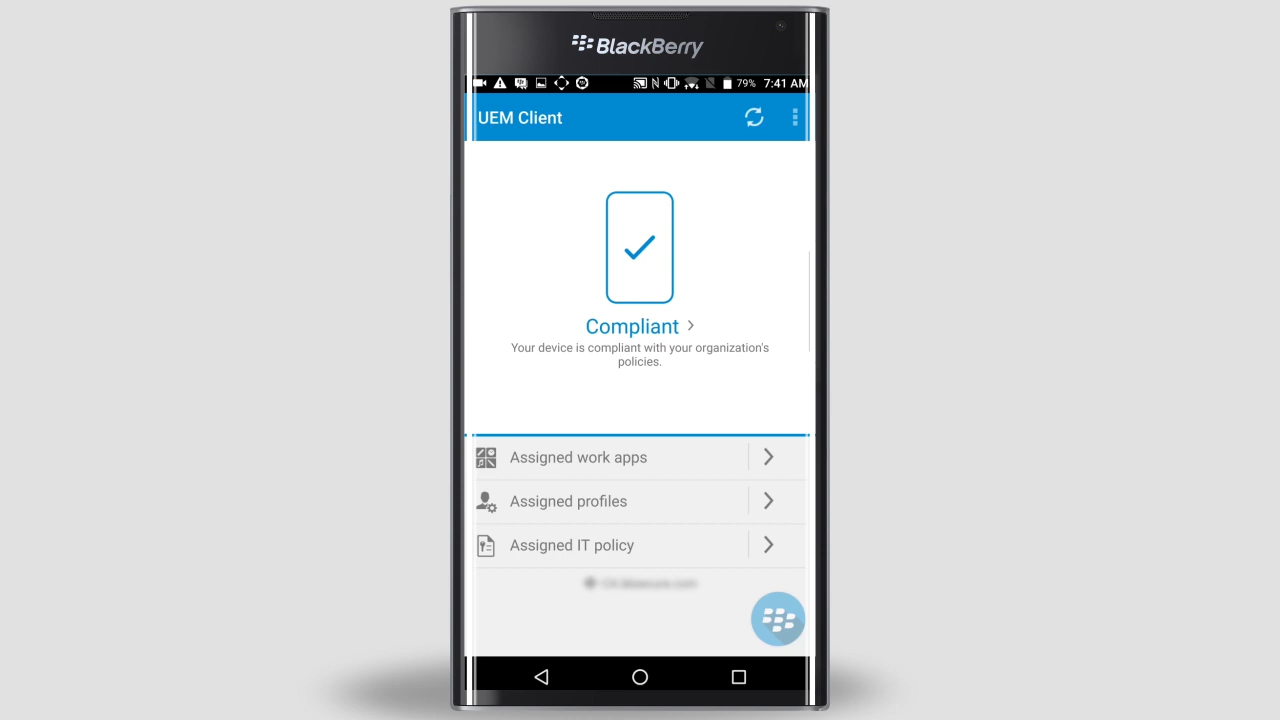 BlackBerry
79% 7:41 AM
UEM Client
Compliant
Your device is compliant with your organization's
policies.
Assigned work apps
Assigned profiles
Assigned IT policy